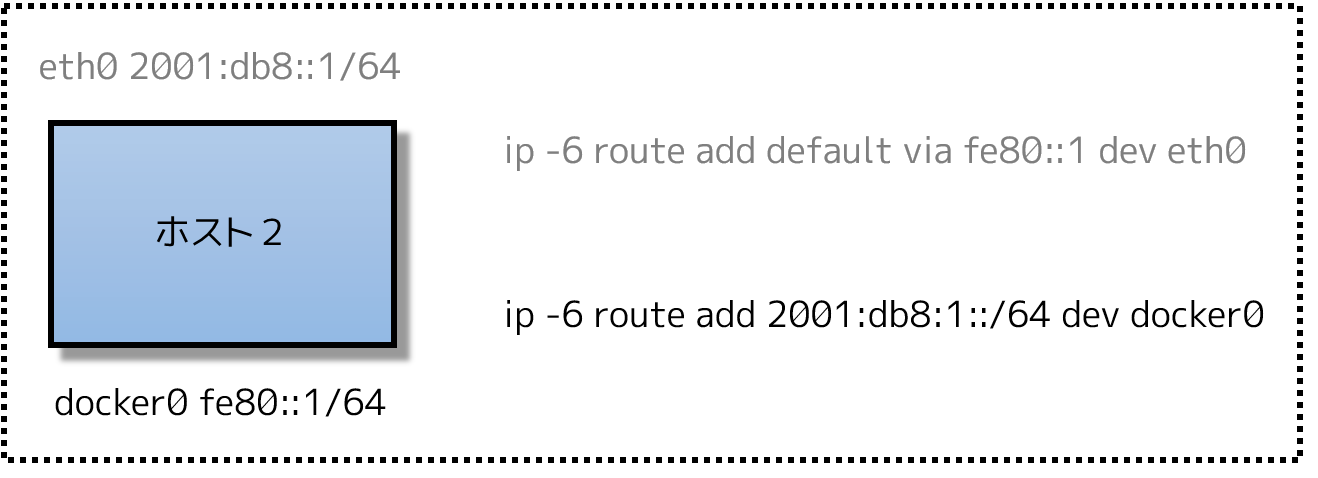 eth0 2001:db8::1/64
ip -6 route add default via fe80::1 dev eth0
ホスト2
ip -6 route add 2001:db8:1::/64 dev docker0
docker0 fe80::1/64